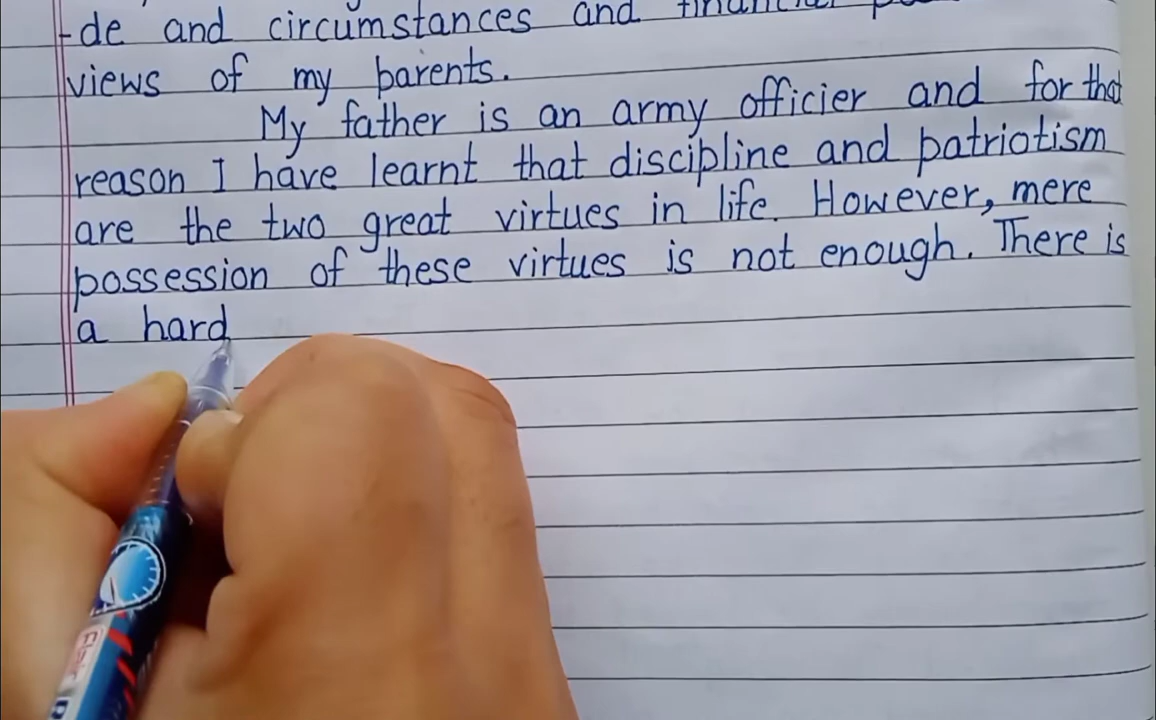 -de and circumstances and financial
views of my parents.
My father is an army officier and for that
reason I have learnt that discipline and patriotism
are the two great virtues in life. However, mere
possession of these virtues is not enough. There is
a hard